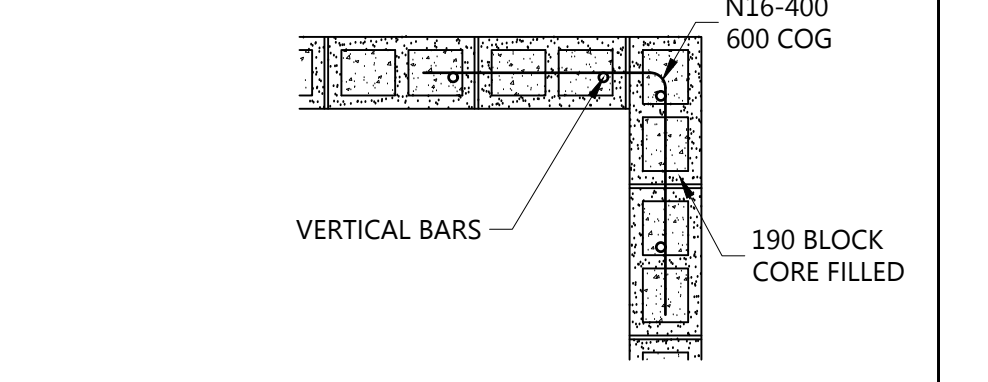 N16-400
600 COG
VERTICAL BARS
190 BLOCK
CORE FILLED